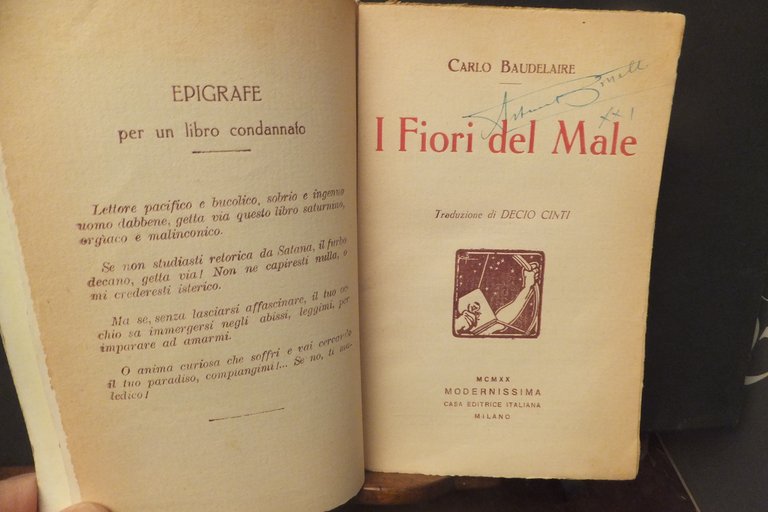 EPIGRAFE
per un libro condannato
Lettore pacifico e bucolico, sobrio e ingenuo
uomo dabbene, getta via questo libro saturnino,
orgiaco e malinconico.
Se non studiasti retorica da Satana, il furbo
decano, getta via! Non ne capiresti nulla, o
mi crederesti isterico.
Ma se, senza lasciarsi affascinare, il tuo oc-
chio sa immergersi negli abissi, leggimi, per
imparare ad amarmi.
O anima curiosa che soffri e vai cercando
il tuo paradiso, compiangimi!... Se no, ti ma-
ledico!
CARLO BAUDELAIRE
XXI
I Fiori del Male
Traduzione di DECIO CINTI
MCMXX
MODERNISSIMA
CASA EDITRICE ITALIANA
MILANO